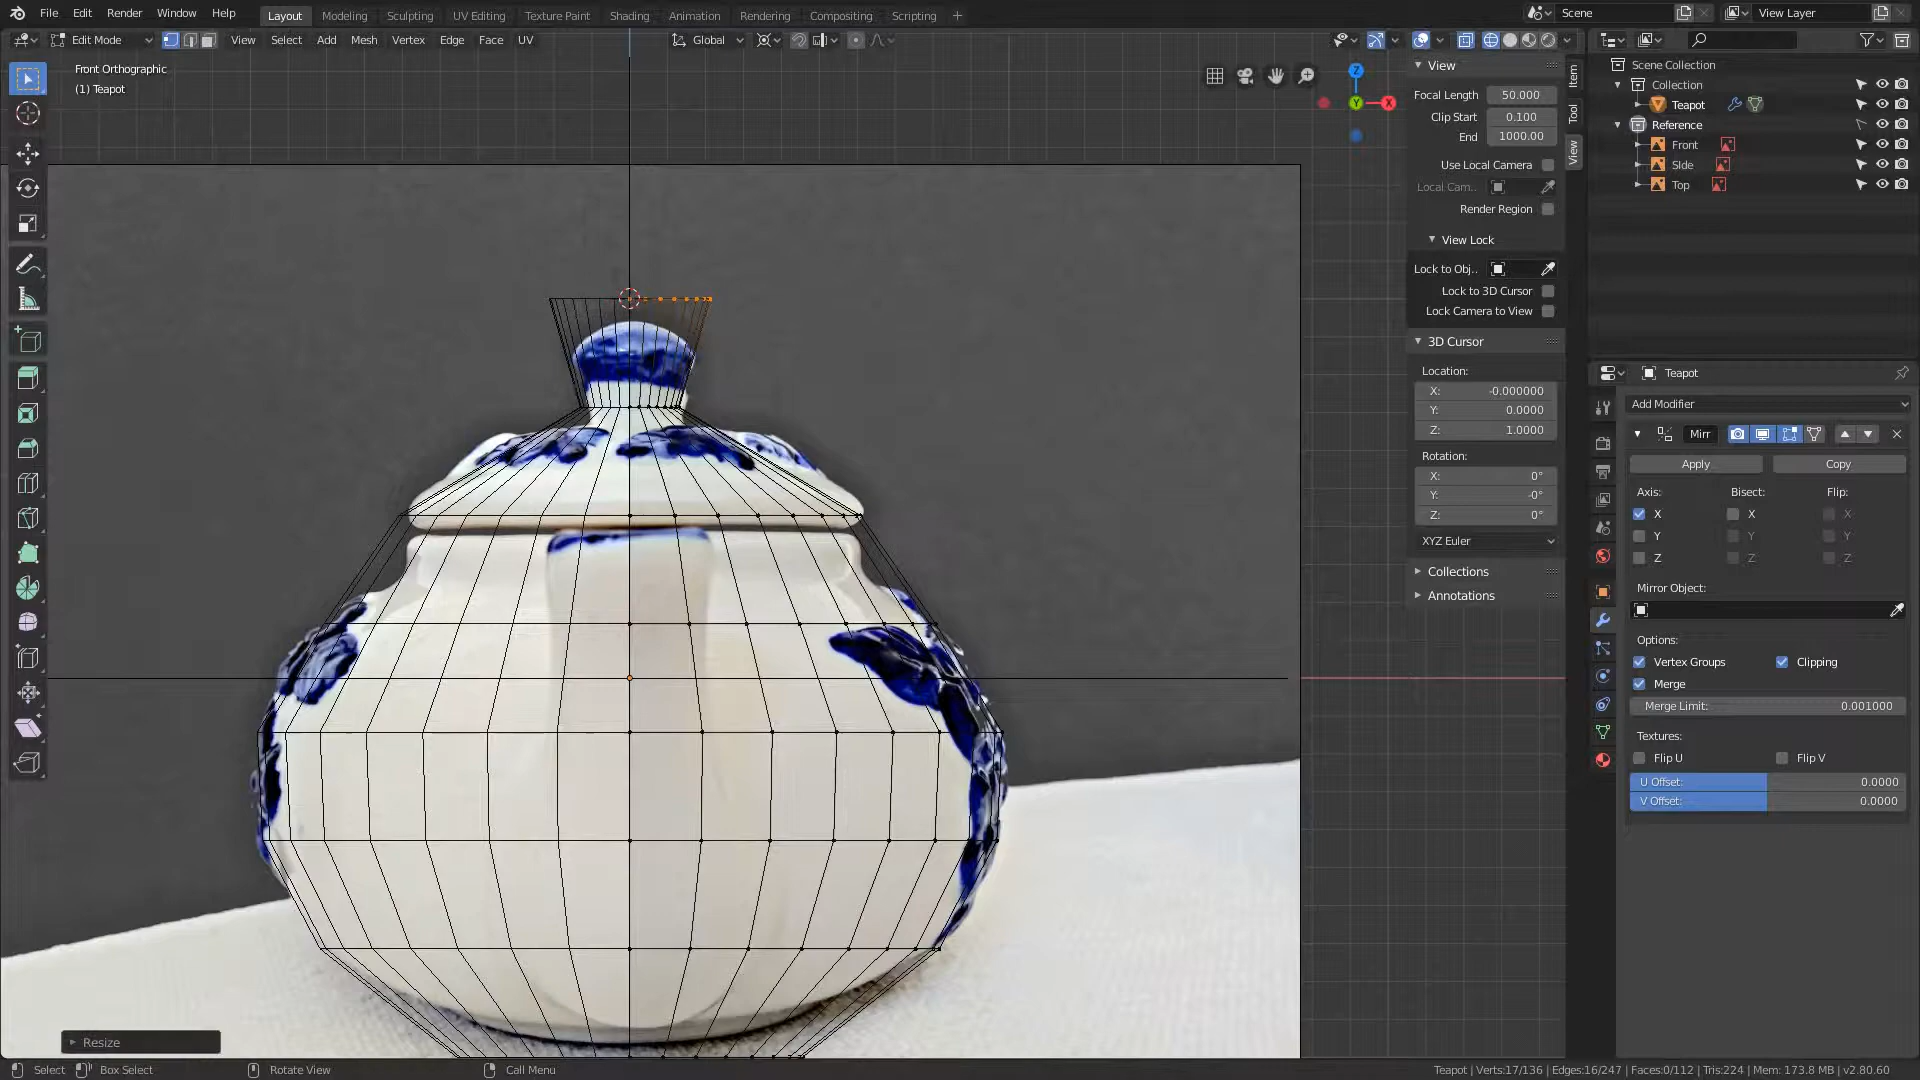 File Edit Render Window Help Layout Modeling Sculpting UV Editing Texture Paint Shading Animation Rendering Compositing Scripting + Scene View Layer
Edit Mode View Select Add Mesh Vertex Edge Face UV Global
Front Orthographic
(1) Teapot
Z
Y
X
View
Focal Length 50.000
Clip Start 0.100
End 1000.00
Use Local Camera
Local Cam..
Render Region
View Lock
Lock to Obj..
Lock to 3D Cursor
Lock Camera to View
3D Cursor
Location:
X: -0.000000
Y: 0.0000
Z: 1.0000
Rotation:
X: 0°
Y: -0°
Z: 0°
XYZ Euler
Collections
Annotations
Item
Tool
View
Scene Collection
Collection
Teapot
Reference
Front
SIde
Top
Teapot
Add Modifier
Mirr
Apply Copy
Axis: Bisect: Flip:
X X X
Y Y Y
Z Z Z
Mirror Object:
Options:
Vertex Groups Clipping
Merge
Merge Limit: 0.001000
Textures:
Flip U Flip V
U Offset: 0.0000
V Offset: 0.0000
Resize
Select Box Select Rotate View Call Menu Teapot | Verts:17/136 | Edges:16/247 | Faces:0/112 | Tris:224 | Mem: 173.8 MB | v2.80.60